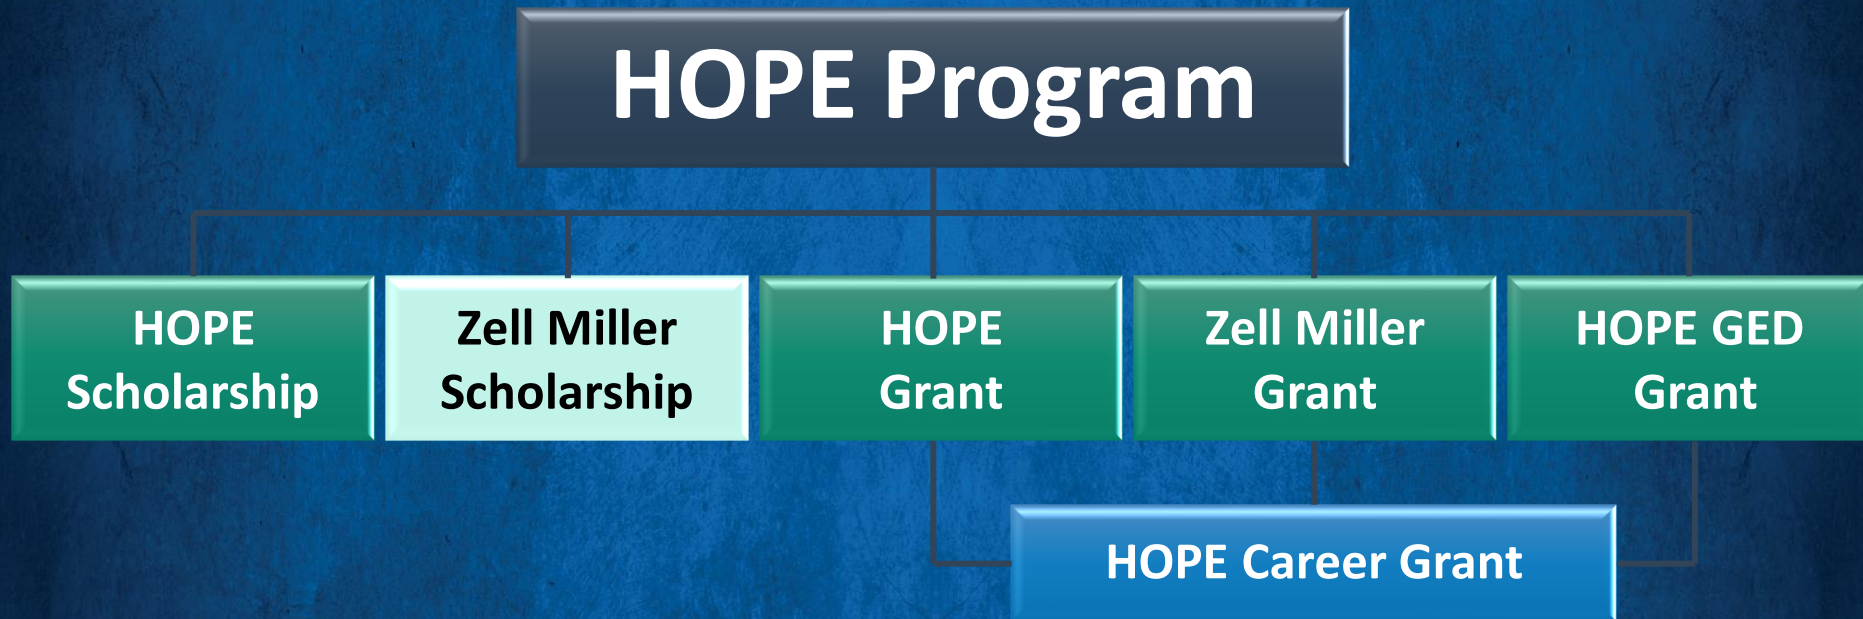 HOPE Program
HOPE
Scholarship
Zell Miller
Scholarship
HOPE
Grant
Zell Miller
Grant
HOPE GED
Grant
HOPE Career Grant